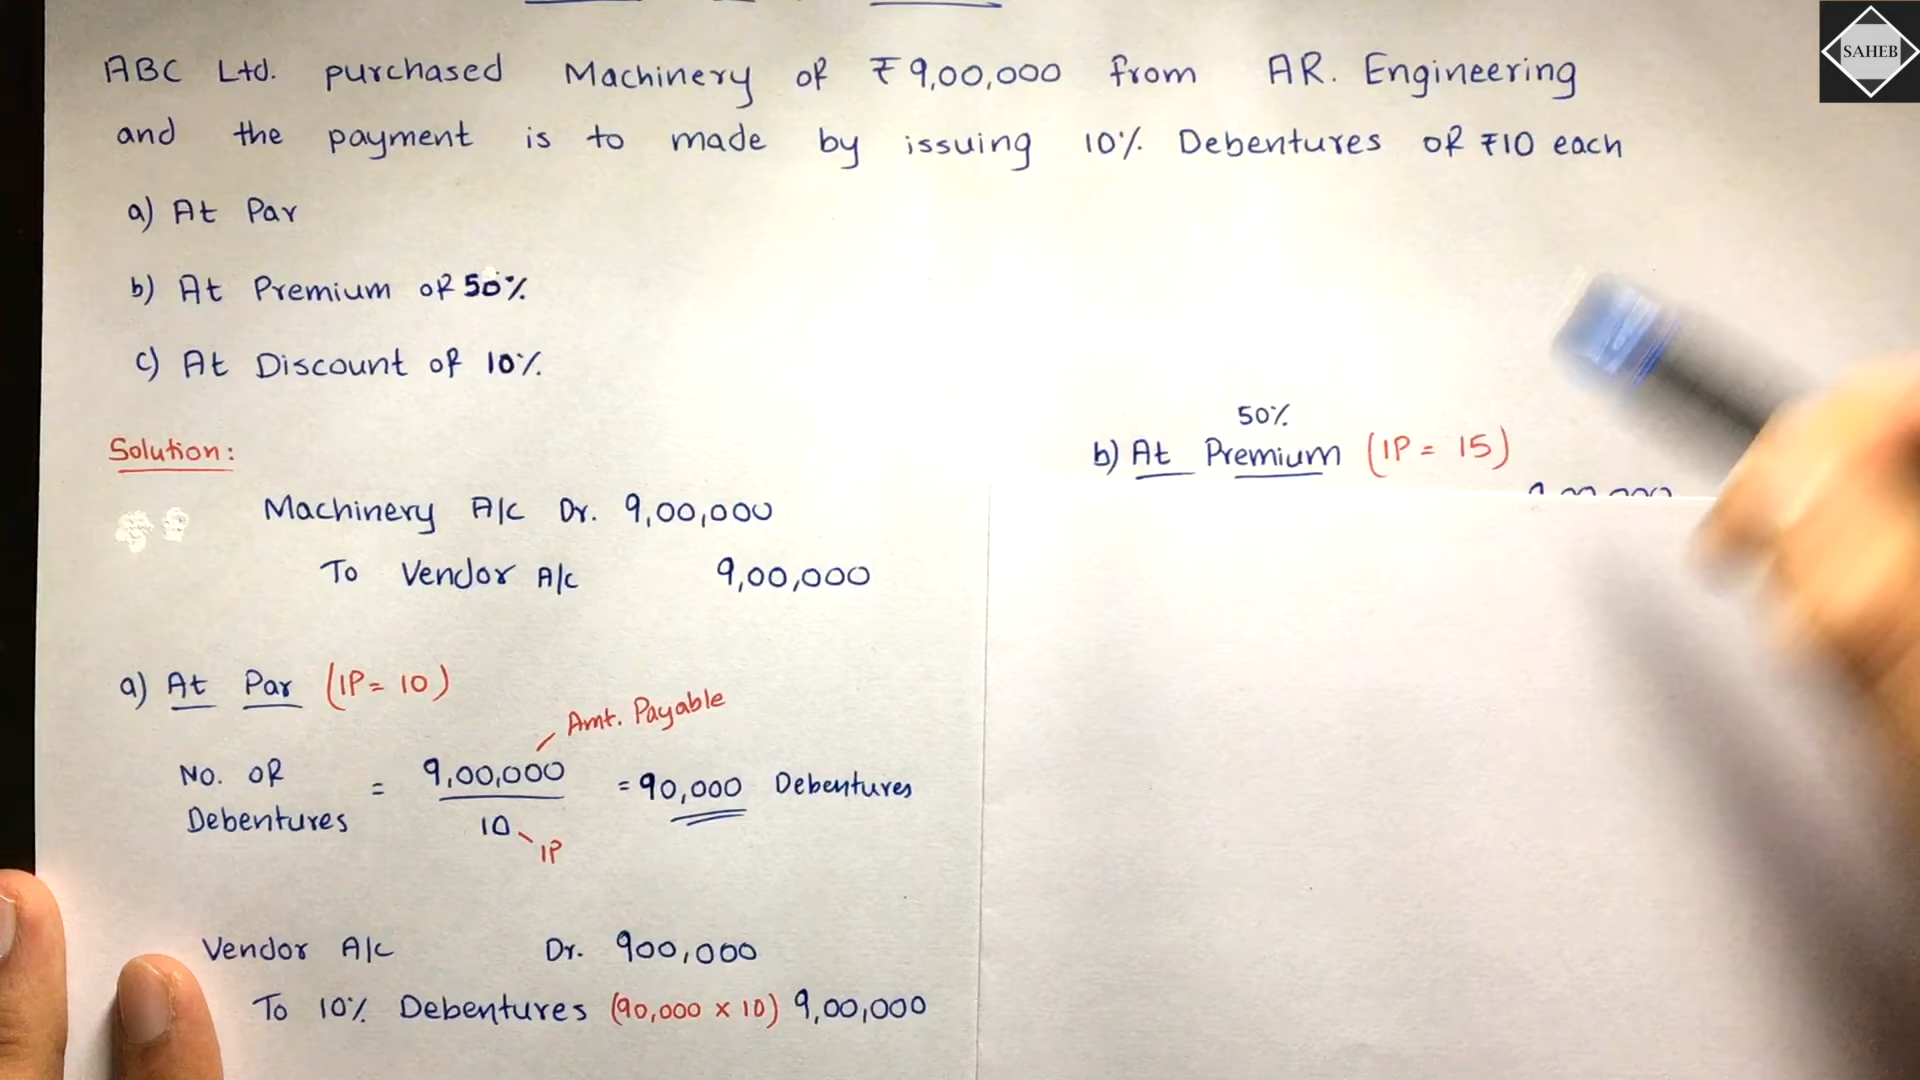 SAHEB
ABC Ltd. purchased Machinery of ₹9,00,000 from AR. Engineering
and the payment is to made by issuing 10% Debentures of ₹10 each
a) At Par
b) At Premium of 50%
c) At Discount of 10%.
Solution:
Machinery A/c Dr. 9,00,000
To Vendor A/c 9,00,000
a) At Par (IP= 10)
Amt. Payable
No. of Debentures = 9,00,000 / 10 = 90,000 Debentures
IP
Vendor A/c Dr. 900,000
To 10% Debentures (90,000 x 10) 9,00,000
50%
b) At Premium (IP = 15)